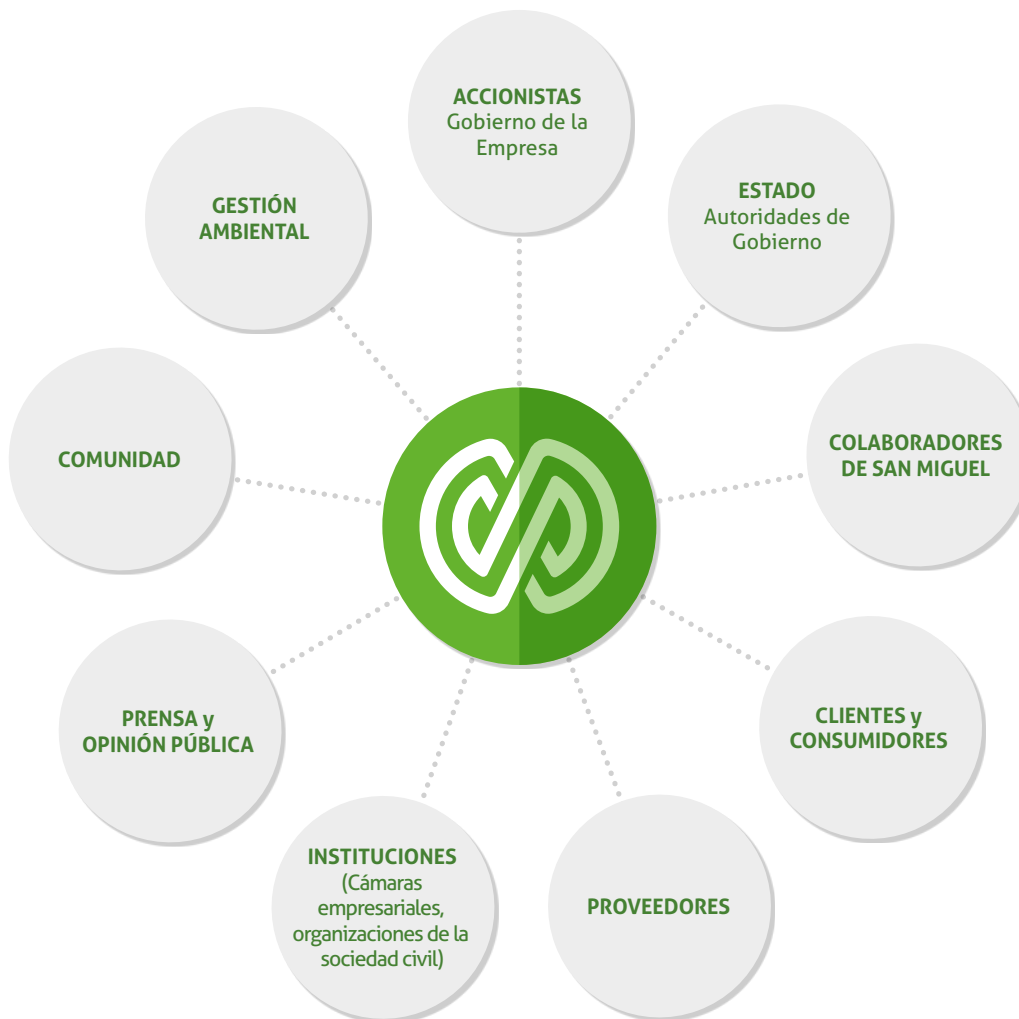 ACCIONISTAS
Gobierno de la
Empresa
ESTADO
Autoridades de
Gobierno
COLABORADORES
DE SAN MIGUEL
CLIENTES y
CONSUMIDORES
PROVEEDORES
INSTITUCIONES
(Cámaras
empresariales,
organizaciones de la
sociedad civil)
PRENSA y
OPINIÓN PÚBLICA
COMUNIDAD
GESTIÓN
AMBIENTAL